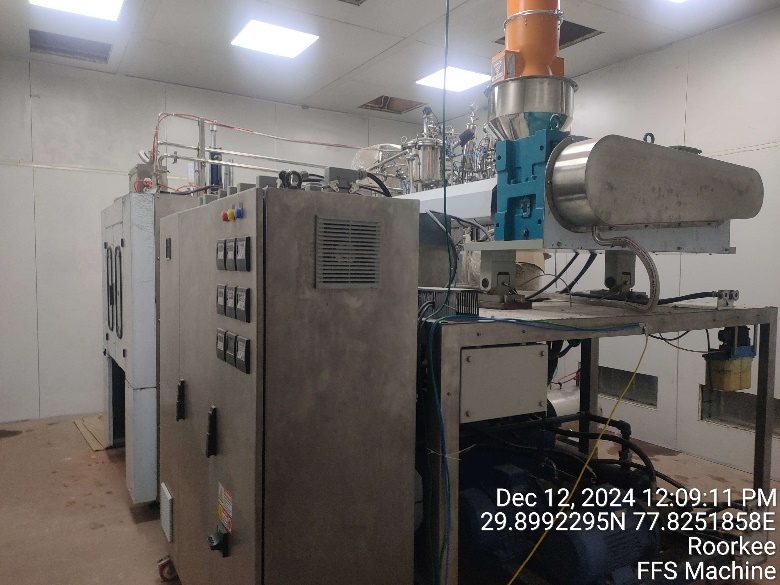 Dec 12, 2024 12:09:11 PM
29.8992295N 77.8251858E
Roorkee
FFS Machine